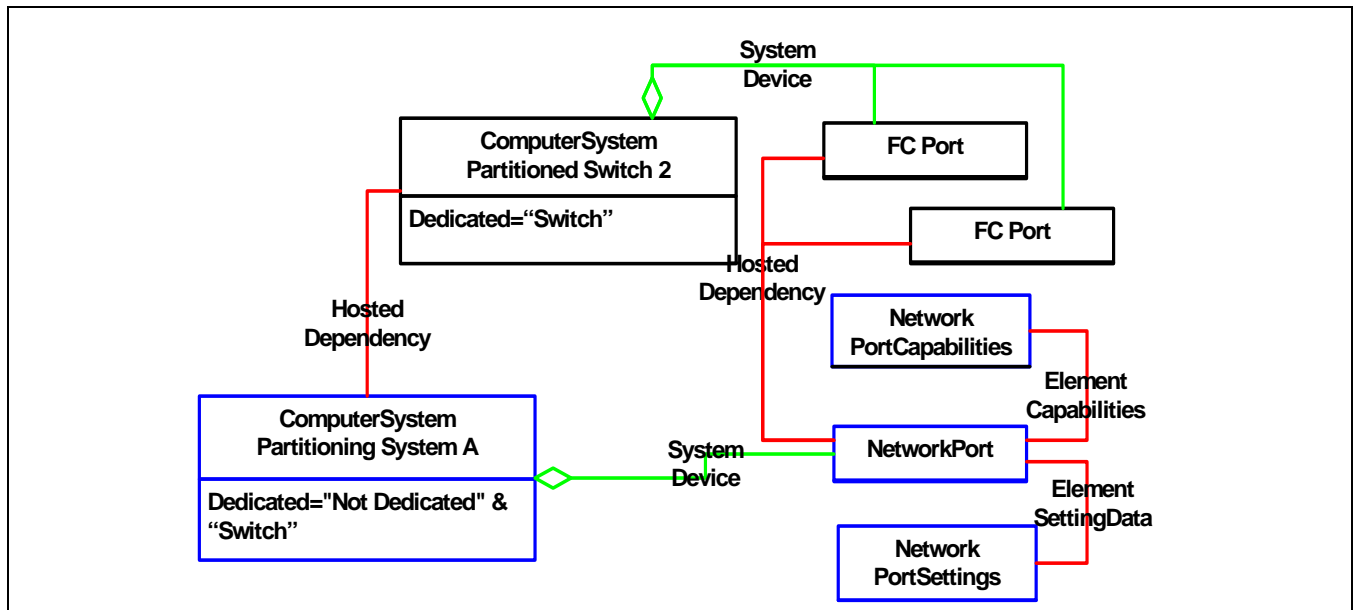 System
Device
ComputerSystem
Partitioned Switch 2
Dedicated=“Switch”
FC Port
FC Port
Hosted
Dependency
Hosted
Dependency
Network
PortCapabilities
Element
Capabilities
ComputerSystem
Partitioning System A
Dedicated="Not Dedicated" &
“Switch”
System
Device
NetworkPort
Element
SettingData
Network
PortSettings